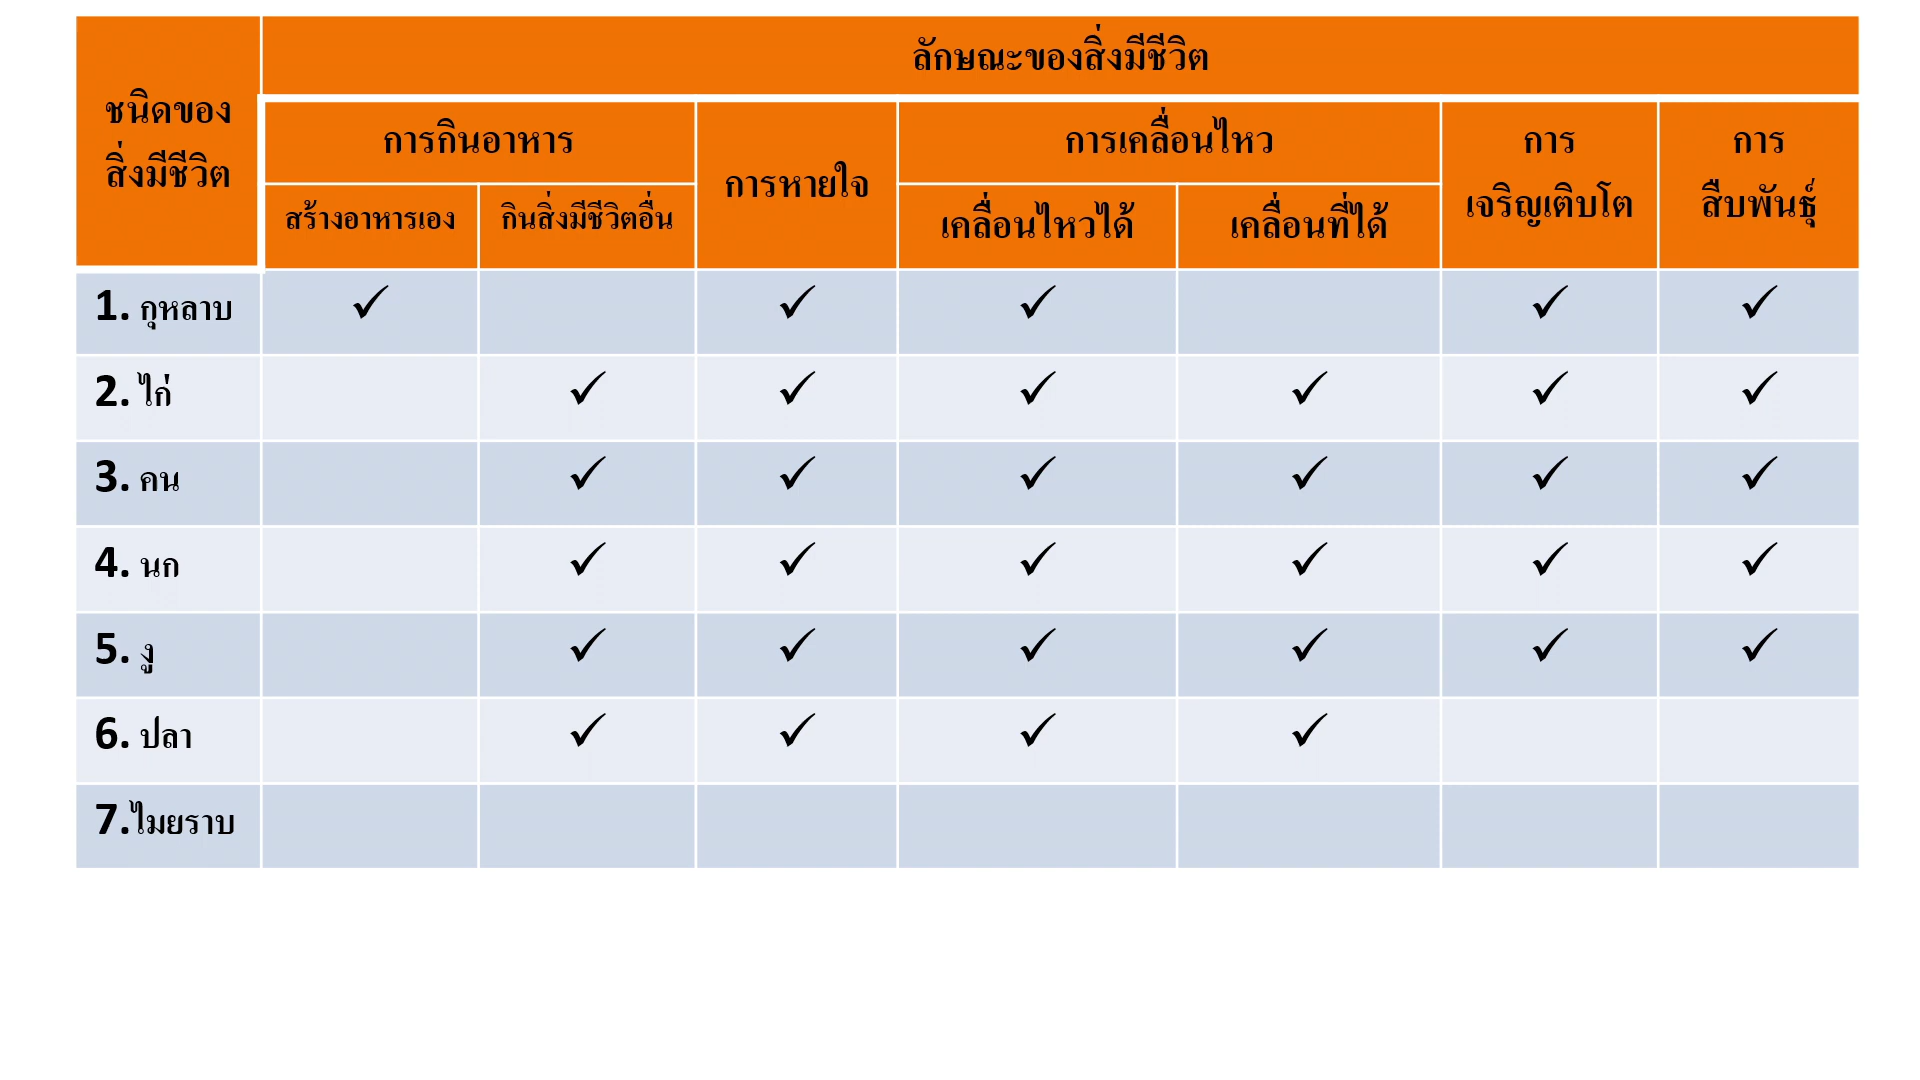 ชนิดของ
สิ่งมีชีวิต
ลักษณะของสิ่งมีชีวิต
การกินอาหาร
การหายใจ
การเคลื่อนไหว
การ
เจริญเติบโต
การ
สืบพันธุ์
สร้างอาหารเอง
กินสิ่งมีชีวิตอื่น
เคลื่อนไหวได้
เคลื่อนที่ได้
1. กุหลาบ ✓ ✓ ✓ ✓ ✓
2. ไก่ ✓ ✓ ✓ ✓ ✓ ✓
3. คน ✓ ✓ ✓ ✓ ✓ ✓
4. นก ✓ ✓ ✓ ✓ ✓ ✓
5. งู ✓ ✓ ✓ ✓ ✓ ✓
6. ปลา ✓ ✓ ✓ ✓
7.ไมยราบ